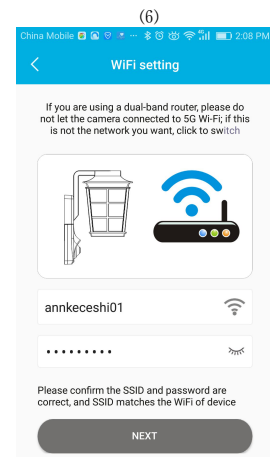 (6)
China Mobile 4G 2:08 PM
WiFi setting
If you are using a dual-band router, please do
not let the camera connected to 5G Wi-Fi; if this
is not the network you want, click to switch
annkeceshi01
•••••••••
Please confirm the SSID and password are
correct, and SSID matches the WiFi of device
NEXT